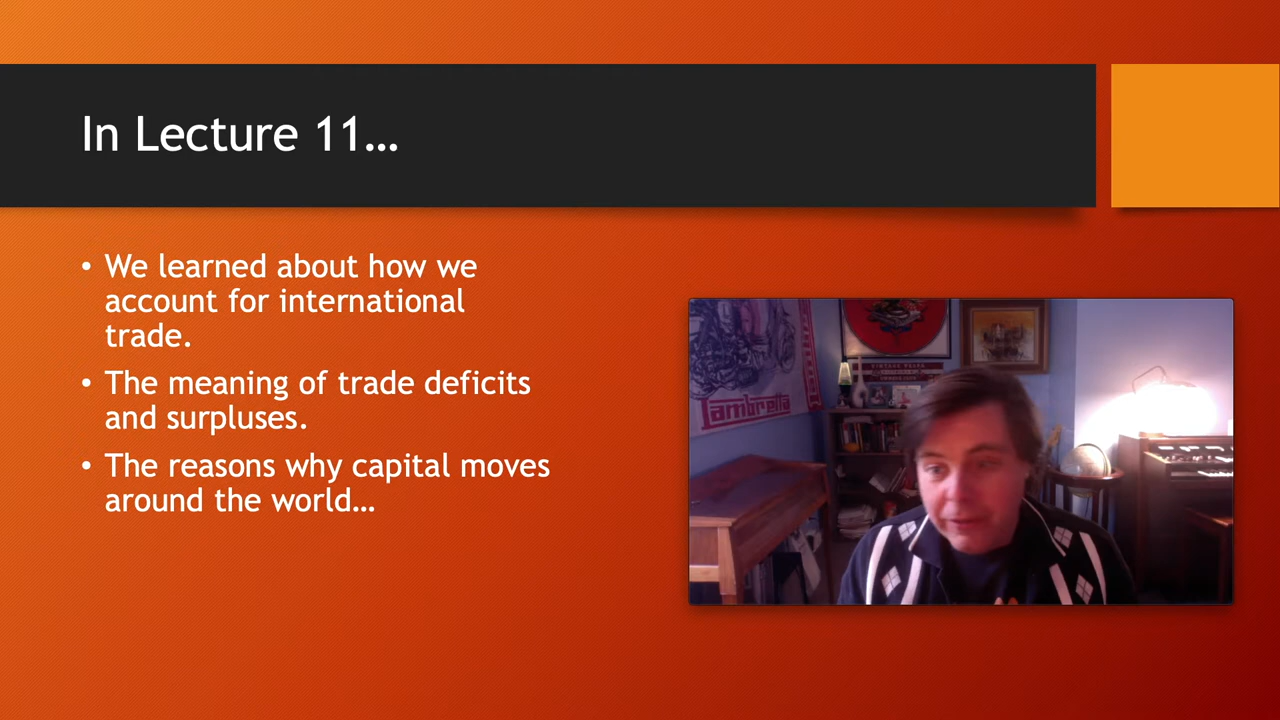 In Lecture 11…
• We learned about how we
account for international
trade.
• The meaning of trade deficits
and surpluses.
• The reasons why capital moves
around the world…
Lambretta